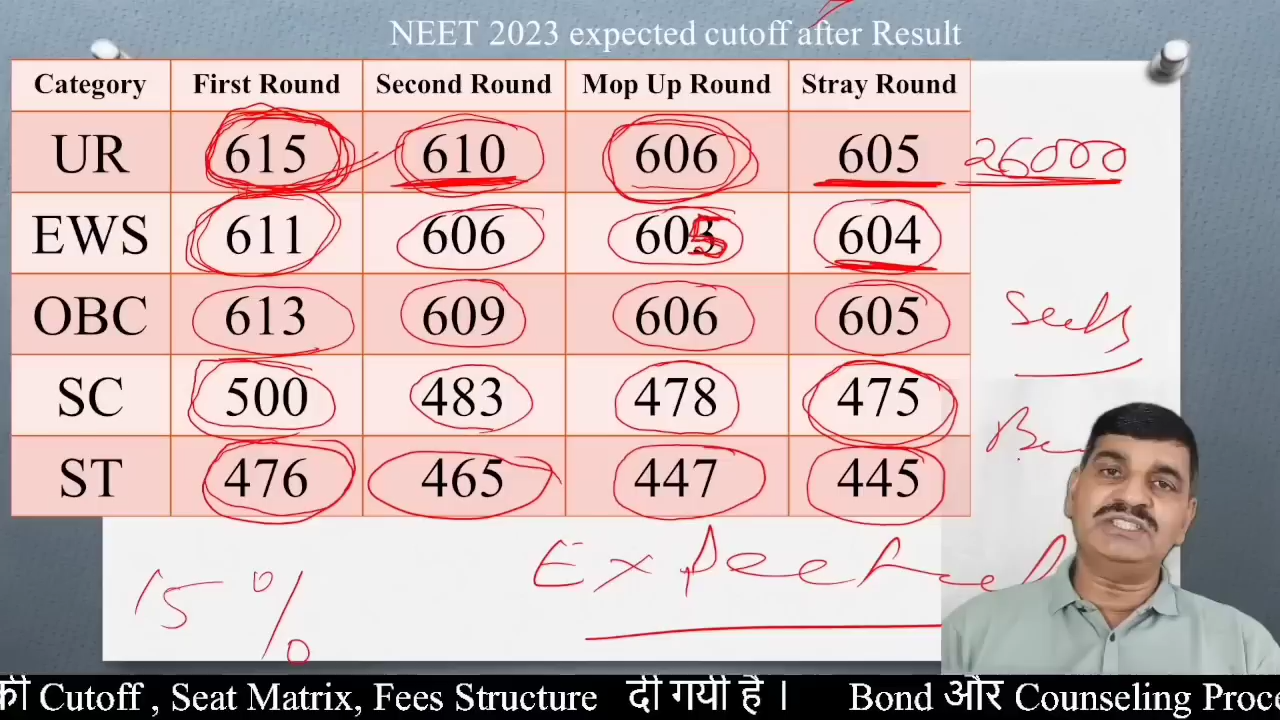 NEET 2023 expected cutoff after Result
Category First Round Second Round Mop Up Round Stray Round
UR 615 610 606 605 26000
EWS 611 606 605 604
OBC 613 609 606 605
Seats
SC 500 483 478 475
ST 476 465 447 445
Expected
15%
की Cutoff , Seat Matrix, Fees Structure दी गयी है । Bond और Counseling Proce